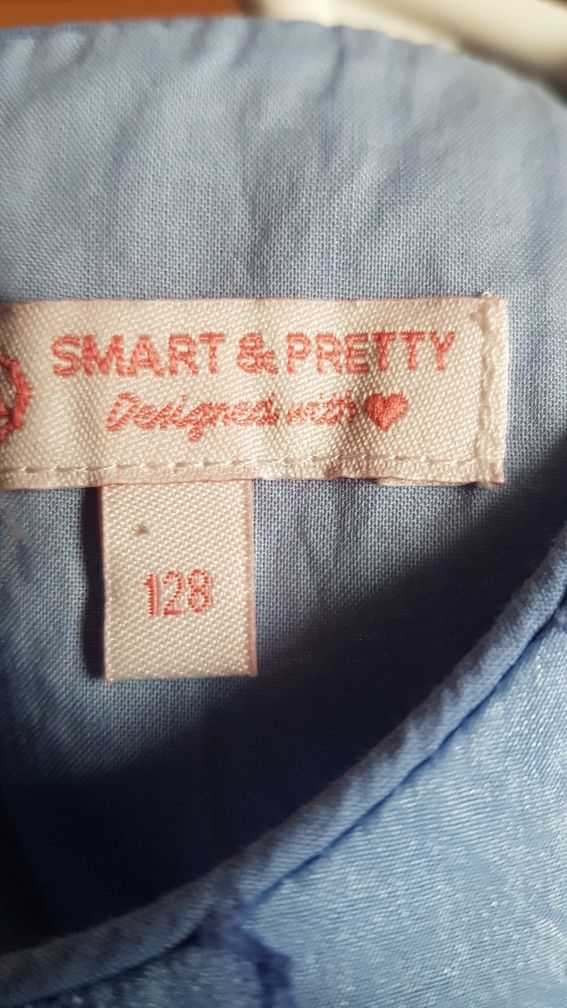 SMART & PRETTY
Designed with
128